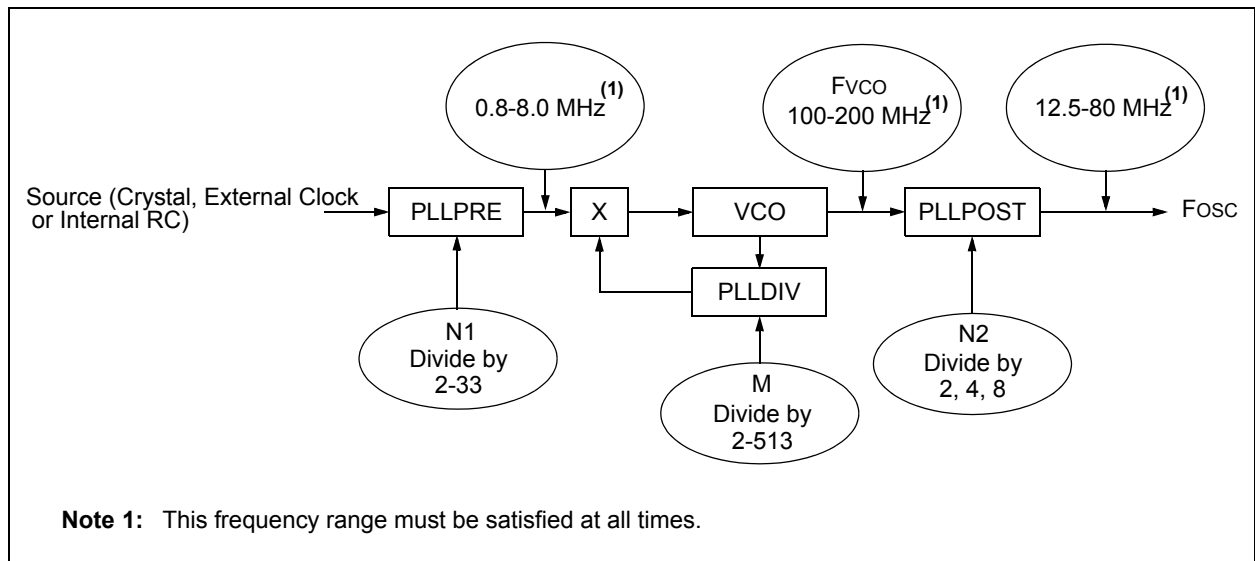 0.8-8.0 MHz(1)
FVCO
100-200 MHz(1)
12.5-80 MHz(1)
Source (Crystal, External Clock
or Internal RC)
PLLPRE
X
VCO
PLLPOST
FOSC
PLLDIV
N1
Divide by
2-33
M
Divide by
2-513
N2
Divide by
2, 4, 8
Note 1: This frequency range must be satisfied at all times.